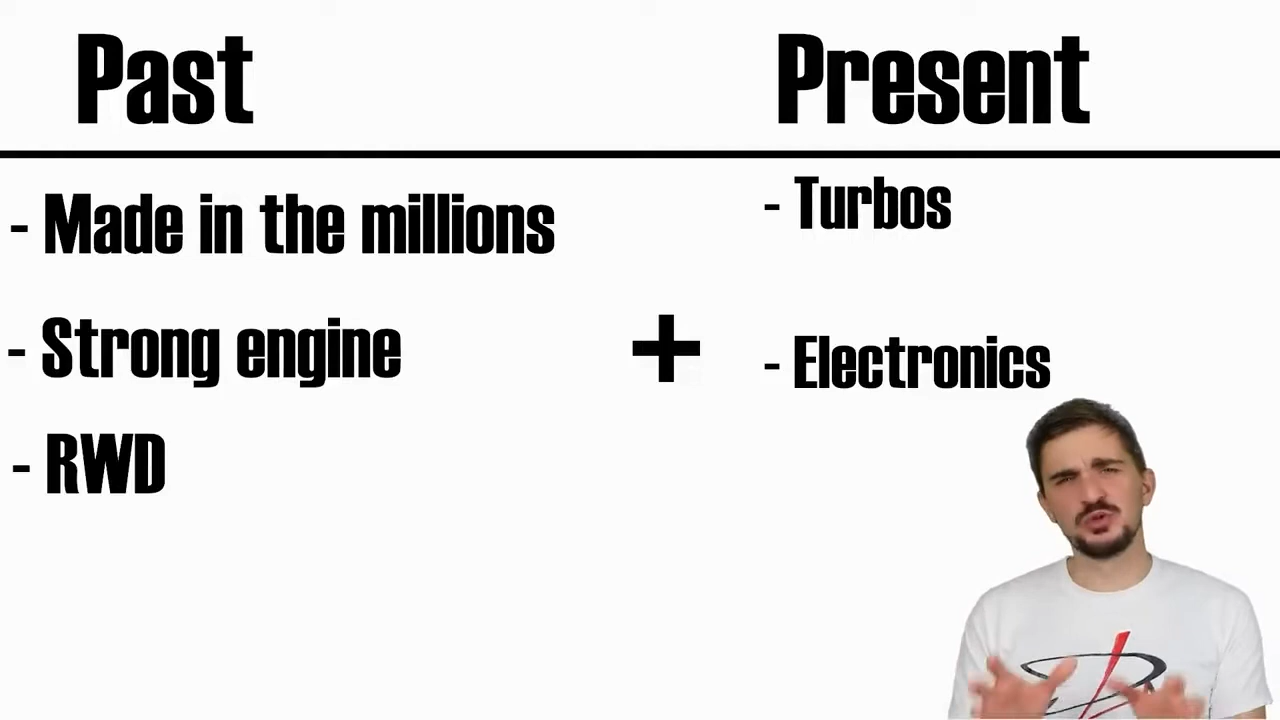 Past
Present
- Made in the millions
- Strong engine
- RWD
+
- Turbos
- Electronics